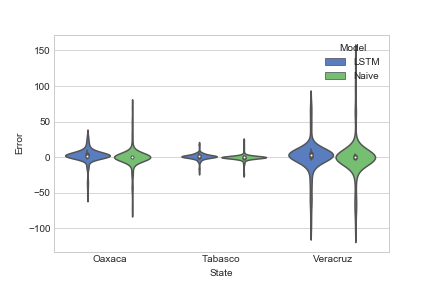 150
100
50
0
−50
−100
Error
Model
LSTM
Naive
Oaxaca
Tabasco
Veracruz
State